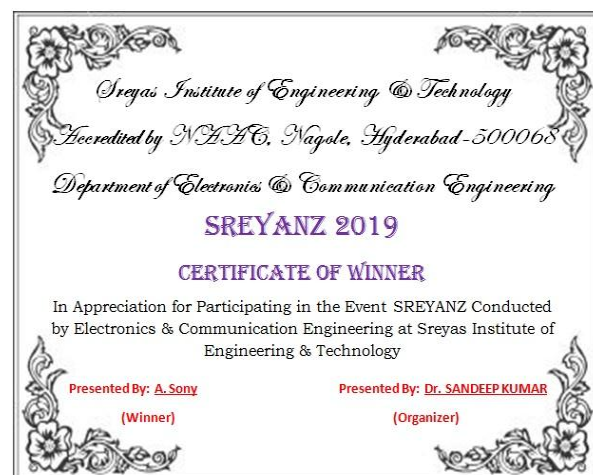 Sreyas Institute of Engineering & Technology
Accredited by NAAC, Nagole, Hyderabad-500068
Department of Electronics & Communication Engineering
SREYANZ 2019
CERTIFICATE OF WINNER
In Appreciation for Participating in the Event SREYANZ Conducted
by Electronics & Communication Engineering at Sreyas Institute of
Engineering & Technology
Presented By: A. Sony Presented By: Dr. SANDEEP KUMAR
(Winner) (Organizer)